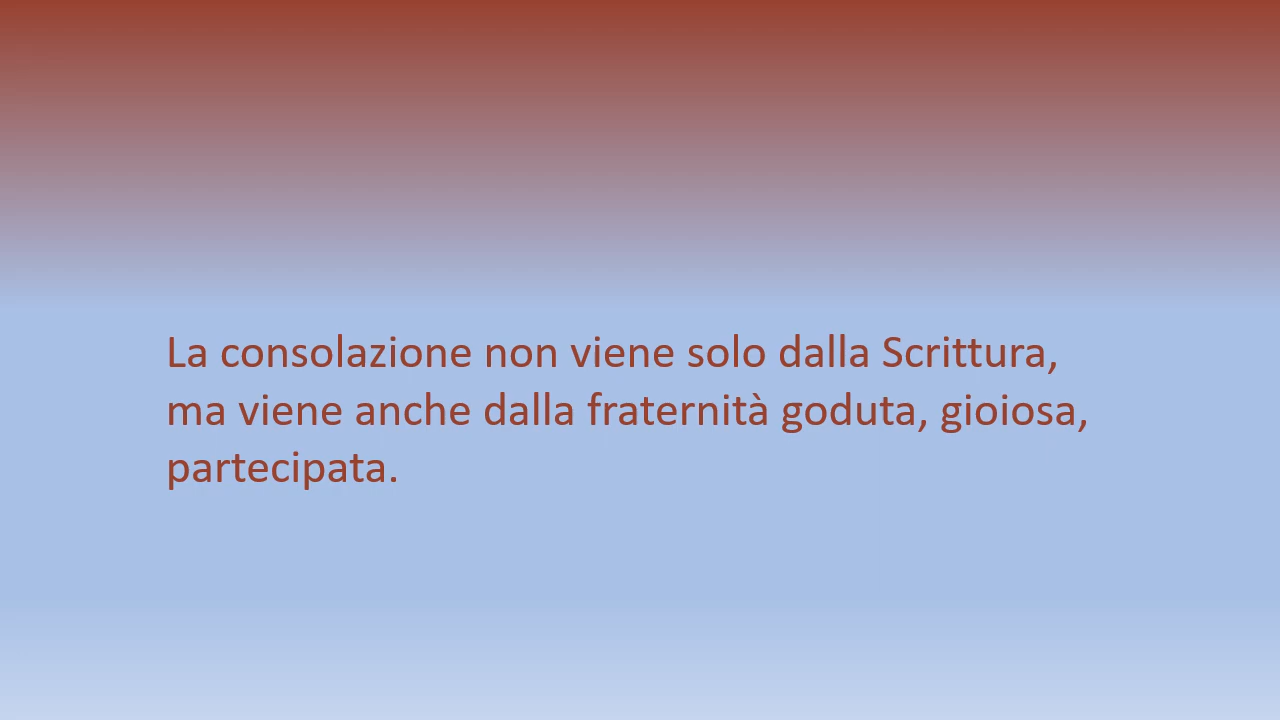 La consolazione non viene solo dalla Scrittura,
ma viene anche dalla fraternità goduta, gioiosa,
partecipata.